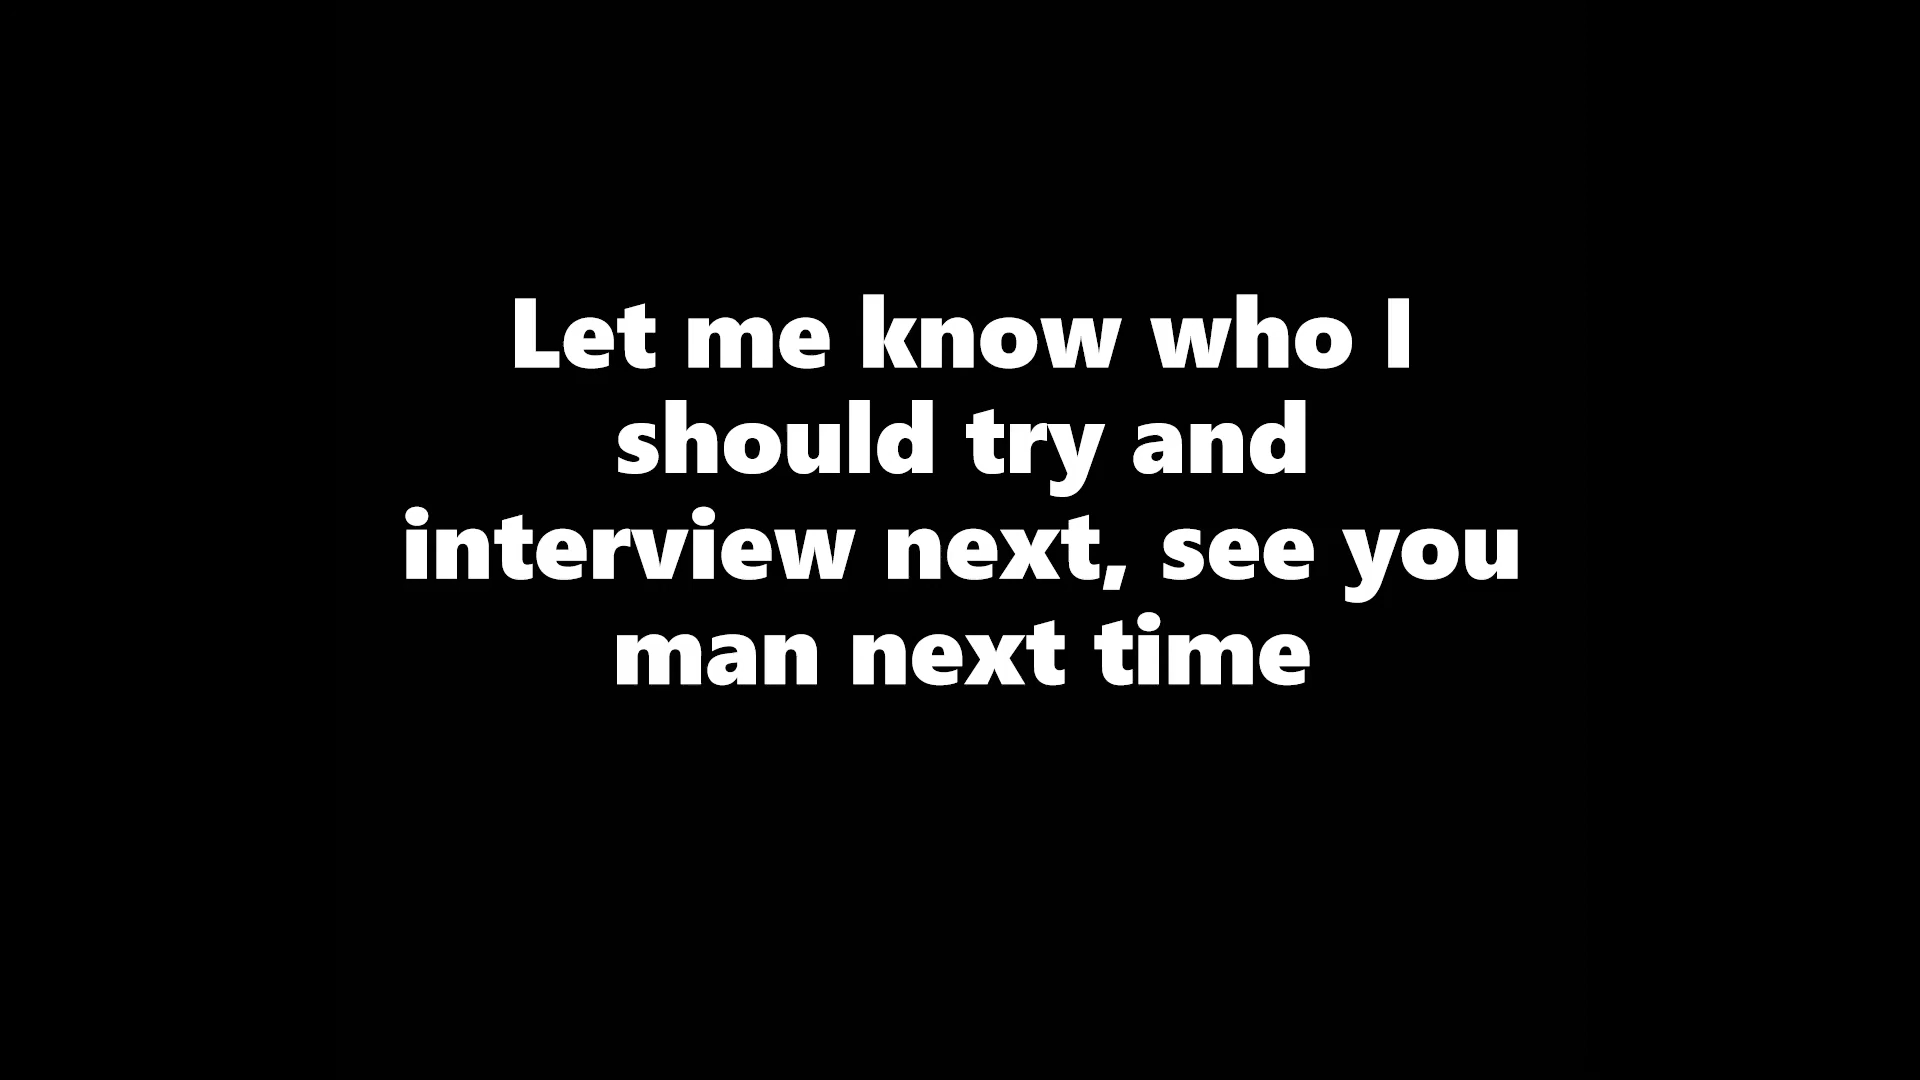 Let me know who I
should try and
interview next, see you
man next time